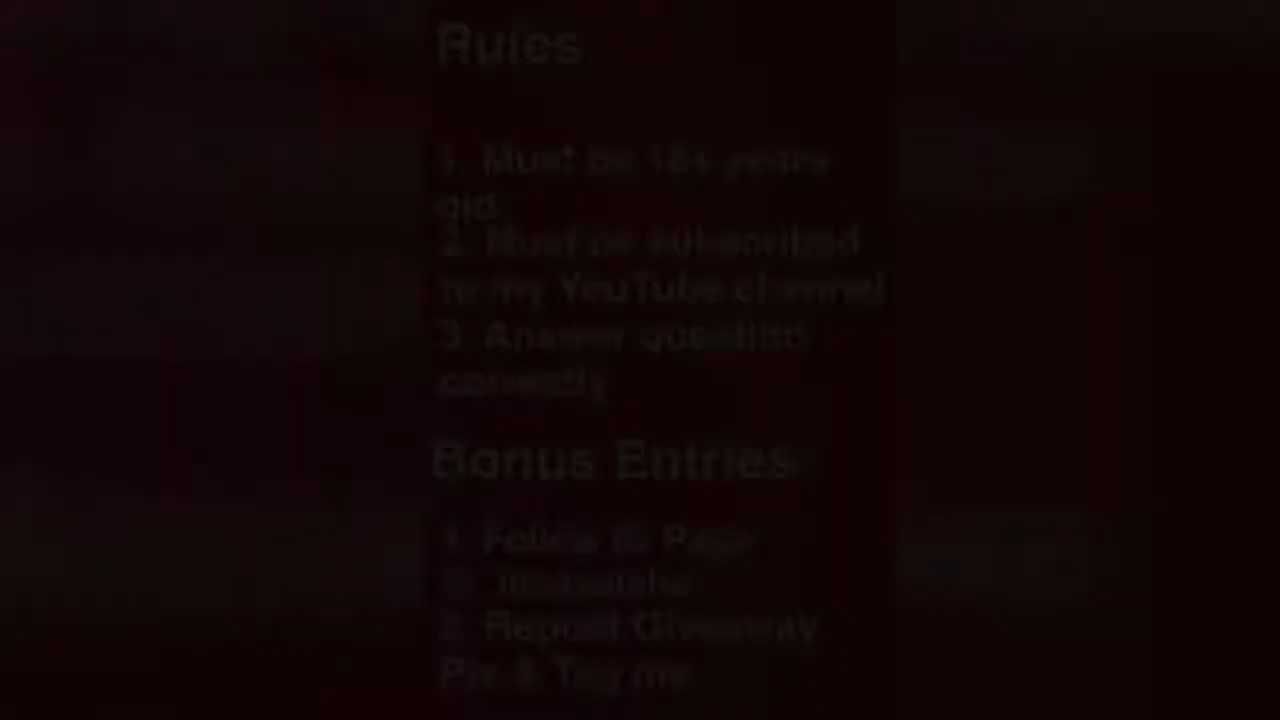 Rules
1. Must be 18+ years
old.
2. Must be subscribed
to my YouTube channel
3. Answer question
correctly
Bonus Entries
1. Follow IG Page
2. Repost Giveaway
Pic & Tag me